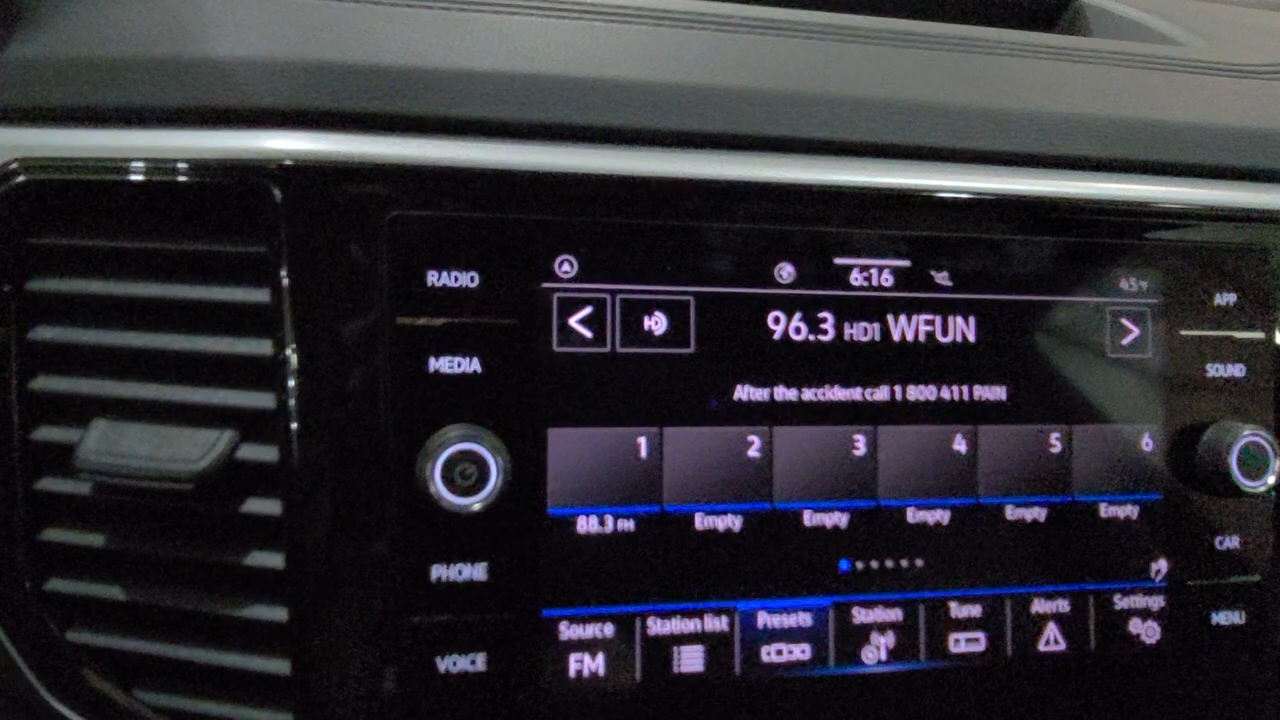 RADIO
MEDIA
PHONE
VOICE
6:16
96.3 HD1 WFUN
After the accident call 1 800 411 PAIN
1 2 3 4 5 6
88.3 FM Empty Empty Empty Empty Empty
Source Station list Presets Station Tune Alerts Settings
FM
APP
SOUND
CAR
MENU